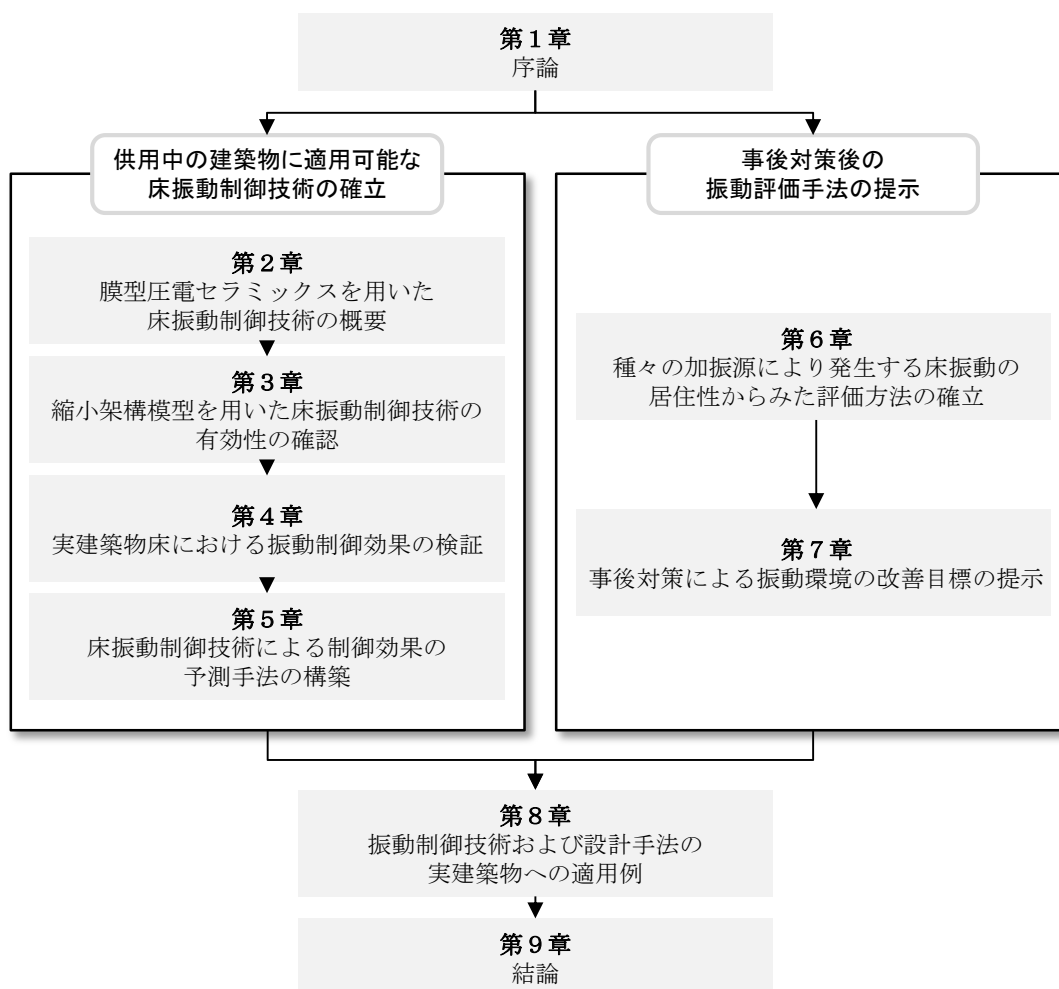 第１章
序論
供用中の建築物に適用可能な
床振動制御技術の確立
第２章
膜型圧電セラミックスを用いた
床振動制御技術の概要
第３章
縮小架構模型を用いた床振動制御技術の
有効性の確認
第４章
実建築物床における振動制御効果の検証
第５章
床振動制御技術による制御効果の
予測手法の構築
事後対策後の
振動評価手法の提示
第６章
種々の加振源により発生する床振動の
居住性からみた評価方法の確立
第７章
事後対策による振動環境の改善目標の提示
第８章
振動制御技術および設計手法の
実建築物への適用例
第９章
結論